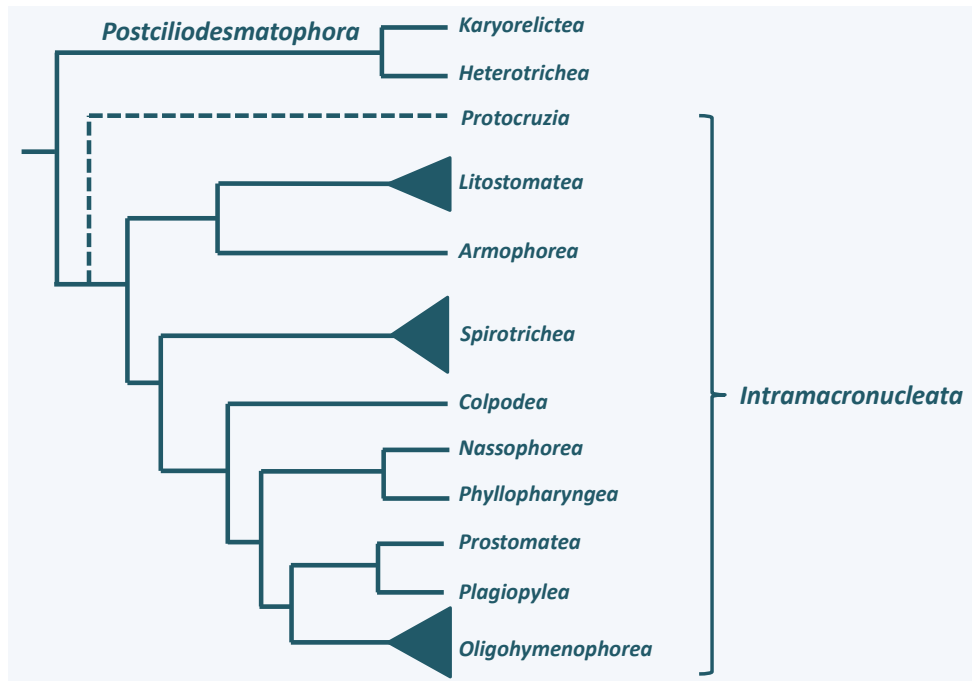 Postciliodesmatophora
Karyorelictea
Heterotrichea
Protocruzia
Litostomatea
Armophorea
Spirotrichea
Colpodea
Intramacronucleata
Nassophorea
Phyllopharyngea
Prostomatea
Plagiopylea
Oligohymenophorea